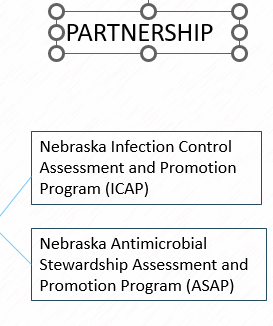 PARTNERSHIP
Nebraska Infection Control
Assessment and Promotion
Program (ICAP)
Nebraska Antimicrobial
Stewardship Assessment and
Promotion Program (ASAP)